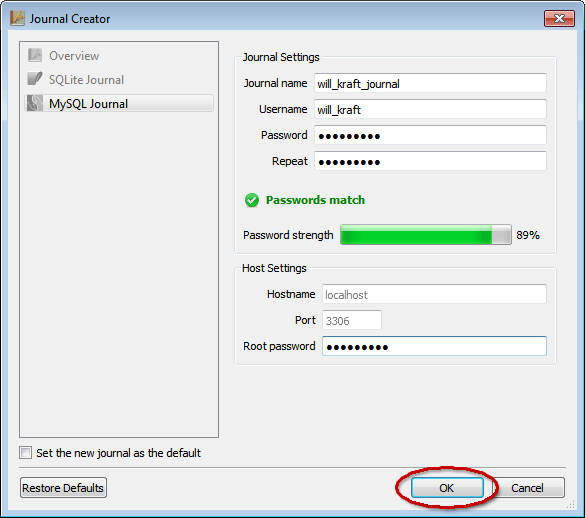 Journal Creator
Overview
SQLite Journal
MySQL Journal
Journal Settings
Journal name will_kraft_journal
Username will_kraft
Password •••••••••
Repeat •••••••••
Passwords match
Password strength 89%
Host Settings
Hostname localhost
Port 3306
Root password •••••••••
Set the new journal as the default
Restore Defaults OK Cancel